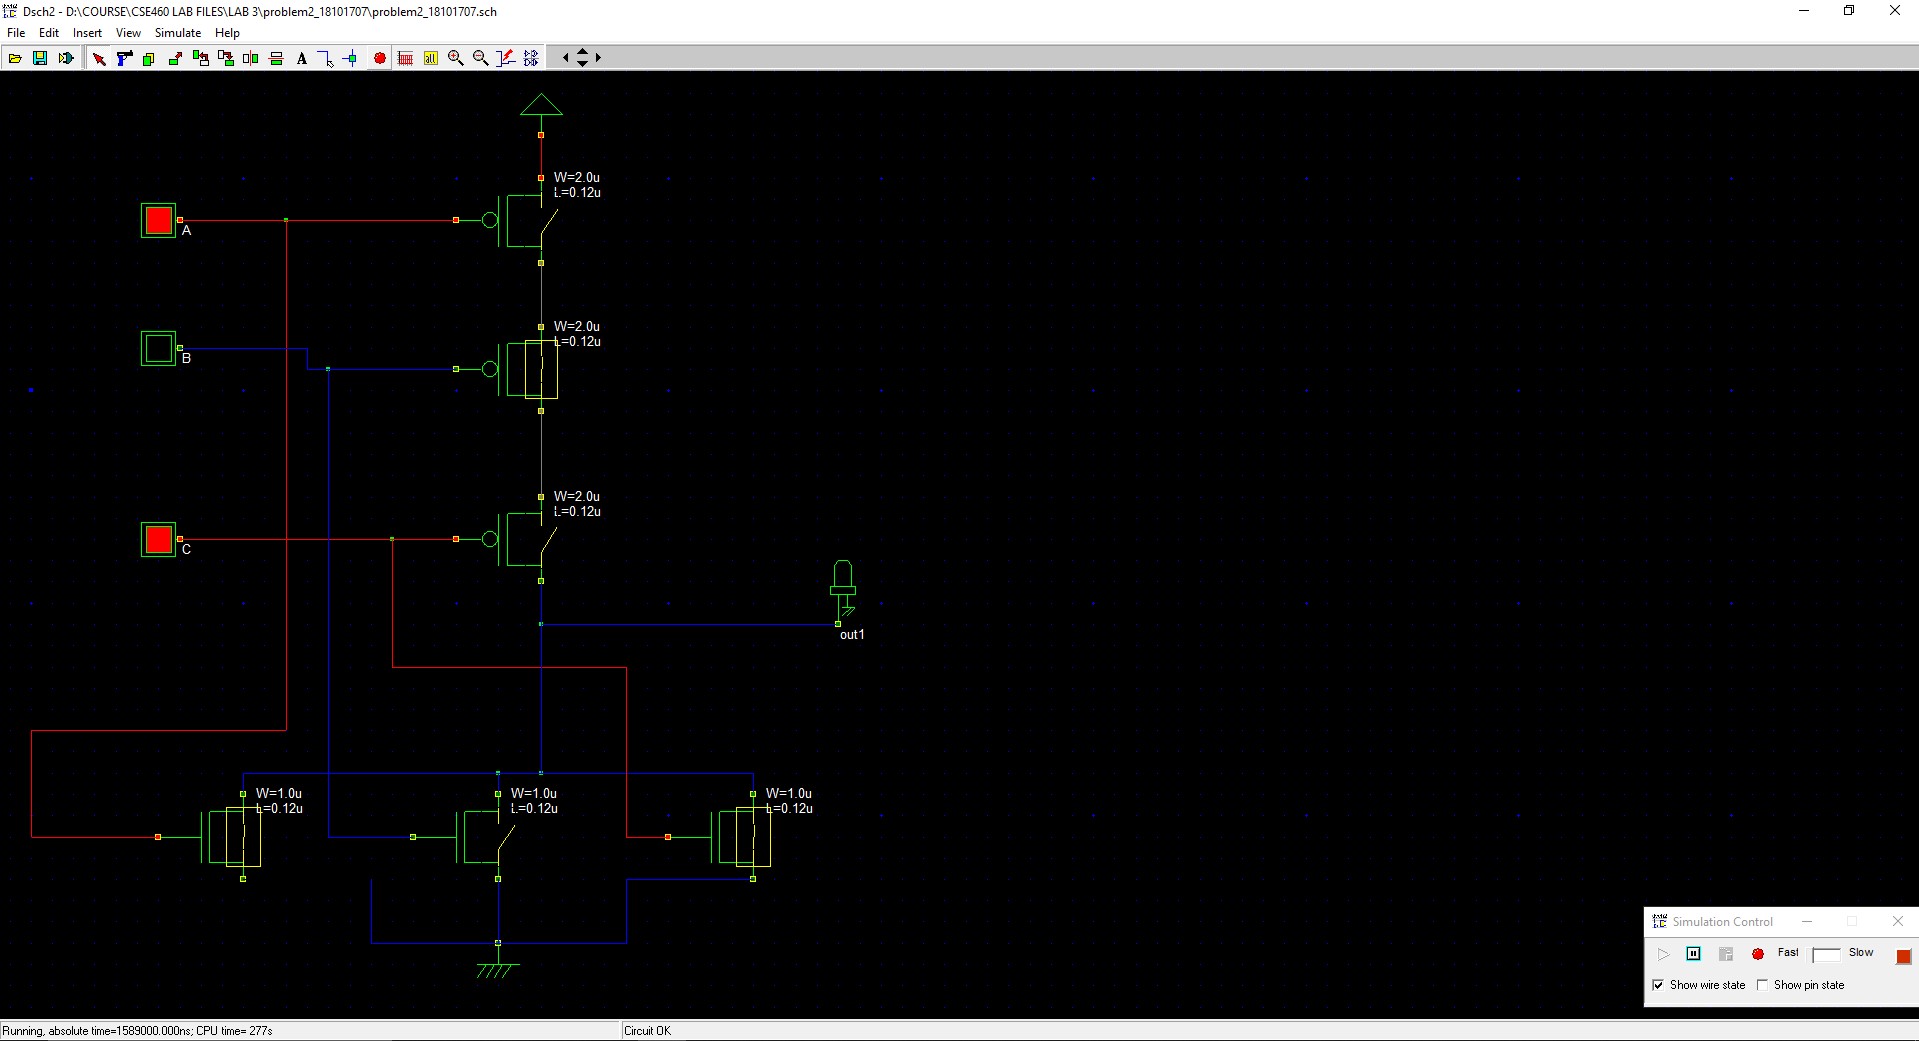 Dsch2 - D:\COURSE\CSE460 LAB FILES\LAB 3\problem2_18101707\problem2_18101707.sch
File Edit Insert View Simulate Help
A all
W=2.0u
L=0.12u
A
W=2.0u
L=0.12u
B
W=2.0u
L=0.12u
C
out1
W=1.0u W=1.0u W=1.0u
L=0.12u L=0.12u L=0.12u
Simulation Control
Fast Slow
Show wire state Show pin state
Running, absolute time=1589000.000ns; CPU time= 277s Circuit OK